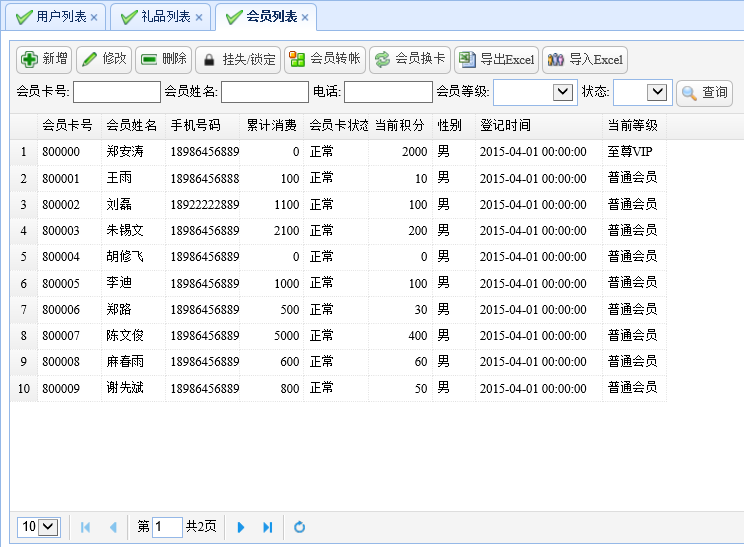 用户列表 × 礼品列表 × 会员列表 ×
新增 修改 删除 挂失/锁定 会员转帐 会员换卡 导出Excel 导入Excel
会员卡号: 会员姓名: 电话: 会员等级: 状态: 查询
会员卡号 会员姓名 手机号码 累计消费 会员卡状态 当前积分 性别 登记时间 当前等级
1 800000 郑安涛 18986456889 0 正常 2000 男 2015-04-01 00:00:00 至尊VIP
2 800001 王雨 18986456888 100 正常 10 男 2015-04-01 00:00:00 普通会员
3 800002 刘磊 18922222889 1100 正常 100 男 2015-04-01 00:00:00 普通会员
4 800003 朱锡文 18986456889 2100 正常 200 男 2015-04-01 00:00:00 普通会员
5 800004 胡修飞 18986456889 0 正常 0 男 2015-04-01 00:00:00 普通会员
6 800005 李迪 18986456889 1000 正常 100 男 2015-04-01 00:00:00 普通会员
7 800006 郑路 18986456889 500 正常 30 男 2015-04-01 00:00:00 普通会员
8 800007 陈文俊 18986456889 5000 正常 400 男 2015-04-01 00:00:00 普通会员
9 800008 麻春雨 18986456889 600 正常 60 男 2015-04-01 00:00:00 普通会员
10 800009 谢先斌 18986456889 800 正常 50 男 2015-04-01 00:00:00 普通会员
10 第 1 共2页